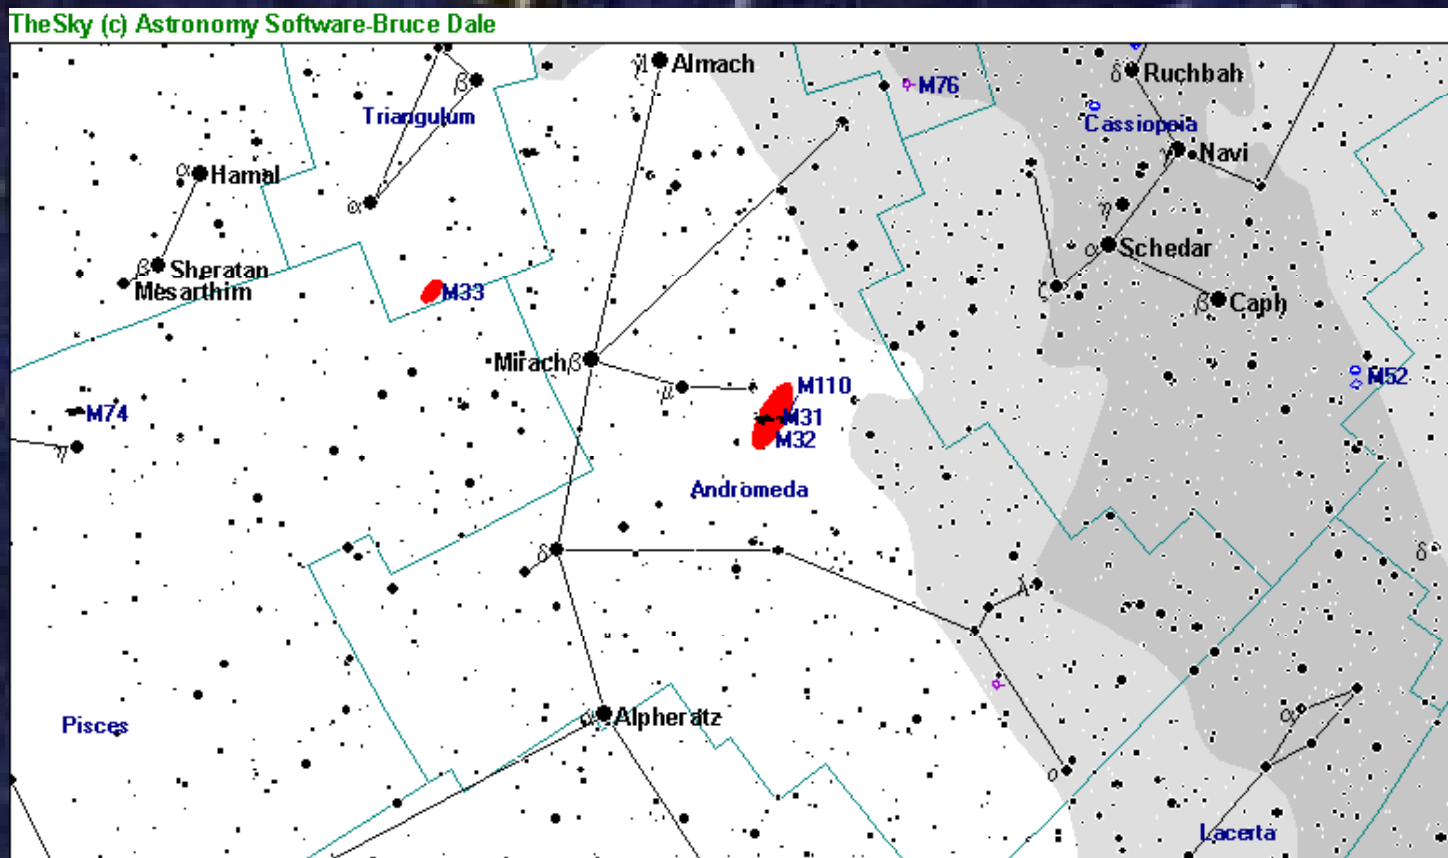 TheSky (c) Astronomy Software-Bruce Dale
γ1 Almach
δ Ruchbah
β
M76
Triangulum
Cassiopeia
γ Navi
α Hamal
α
η
α Schedar
β Sheratan
Mesarthim
M33
ζ
β Caph
Mirach β
μ
M110
M52
M74
M31
M32
η
Andromeda
δ
δ
λ
Pisces
α Alpheratz
α
ο
Lacerta